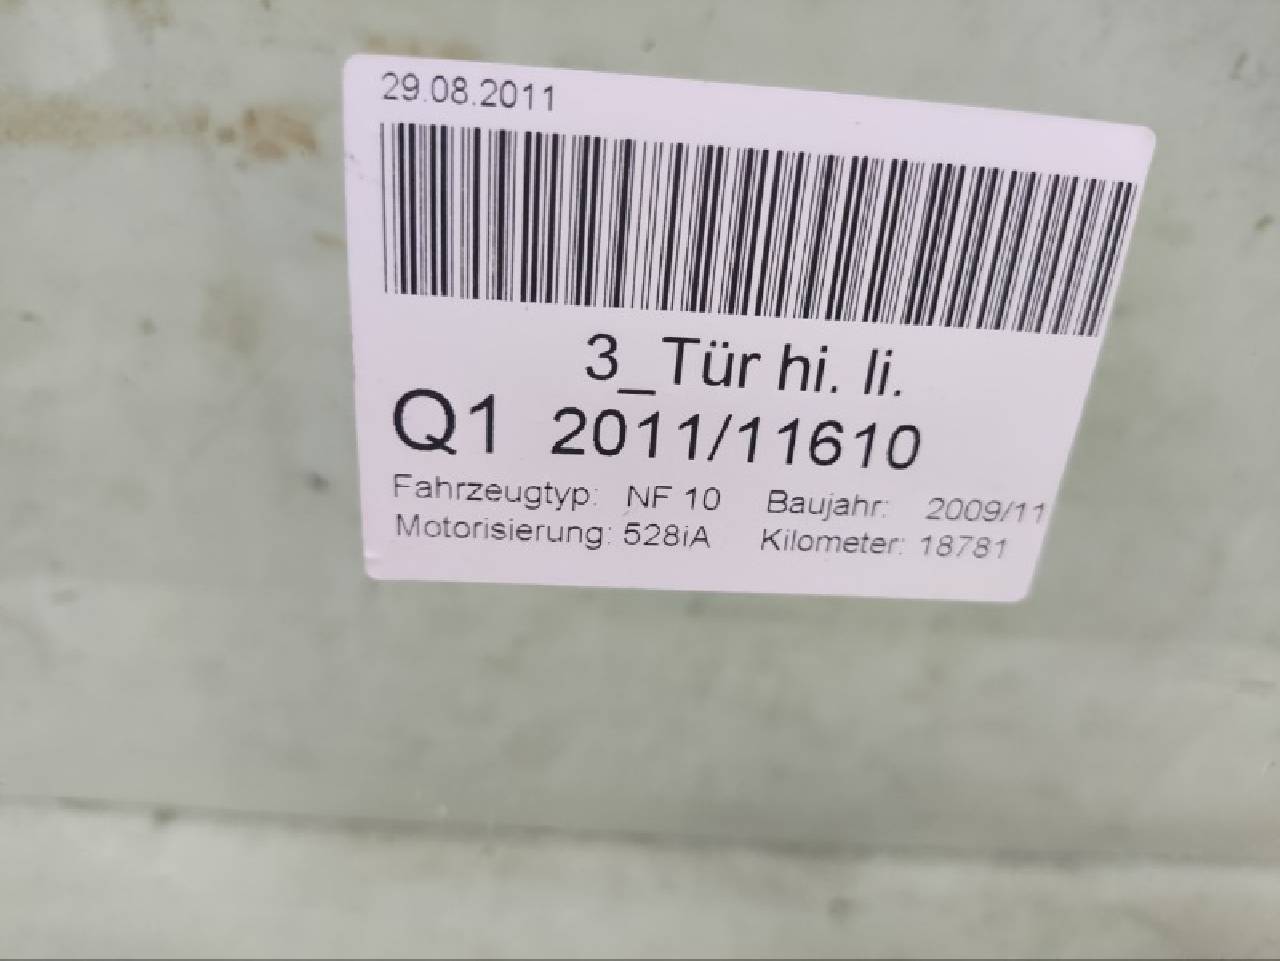 29.08.2011
3_Tür hi. li.
Q1 2011/11610
Fahrzeugtyp: NF 10 Baujahr: 2009/11
Motorisierung: 528iA Kilometer: 18781